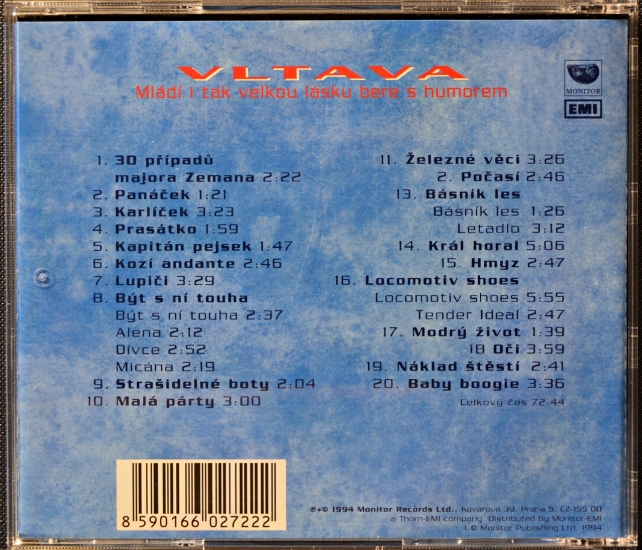 VLTAVA
Mládí i tak velkou lásku bere s humorem
MONITOR
EMI
1. 30 případů
majora Zemana 2:22
2. Panáček 1:21
3. Karlíček 3:23
4. Prasátko 1:59
5. Kapitán pejsek 1:47
6. Kozí andante 2:46
7. Lupiči 3:29
8. Být s ní touha
Být s ní touha 2:37
Alena 2:12
Dívce 2:52
Micána 2:19
9. Strašidelné boty 2:04
10. Malá párty 3:00
11. Železné věci 3:26
2. Počasí 2:46
13. Básník les
Básník les 1:26
Letadlo 3:12
14. Král horal 5:06
15. Hmyz 2:47
16. Locomotiv shoes
Locomotiv shoes 5:55
Tender Ideal 2:47
17. Modrý život 1:39
18 Oči 3:59
19. Náklad štěstí 2:41
20. Baby boogie 3:36
Celkový čas 72:44
8 590166 027222
℗+© 1994 Monitor Records Ltd., Kovářova 39, Praha 5, CZ-155 00
a Thorn-EMI company. Distributed by Monitor-EMI
1. © Monitor Publishing Ltd. 1994